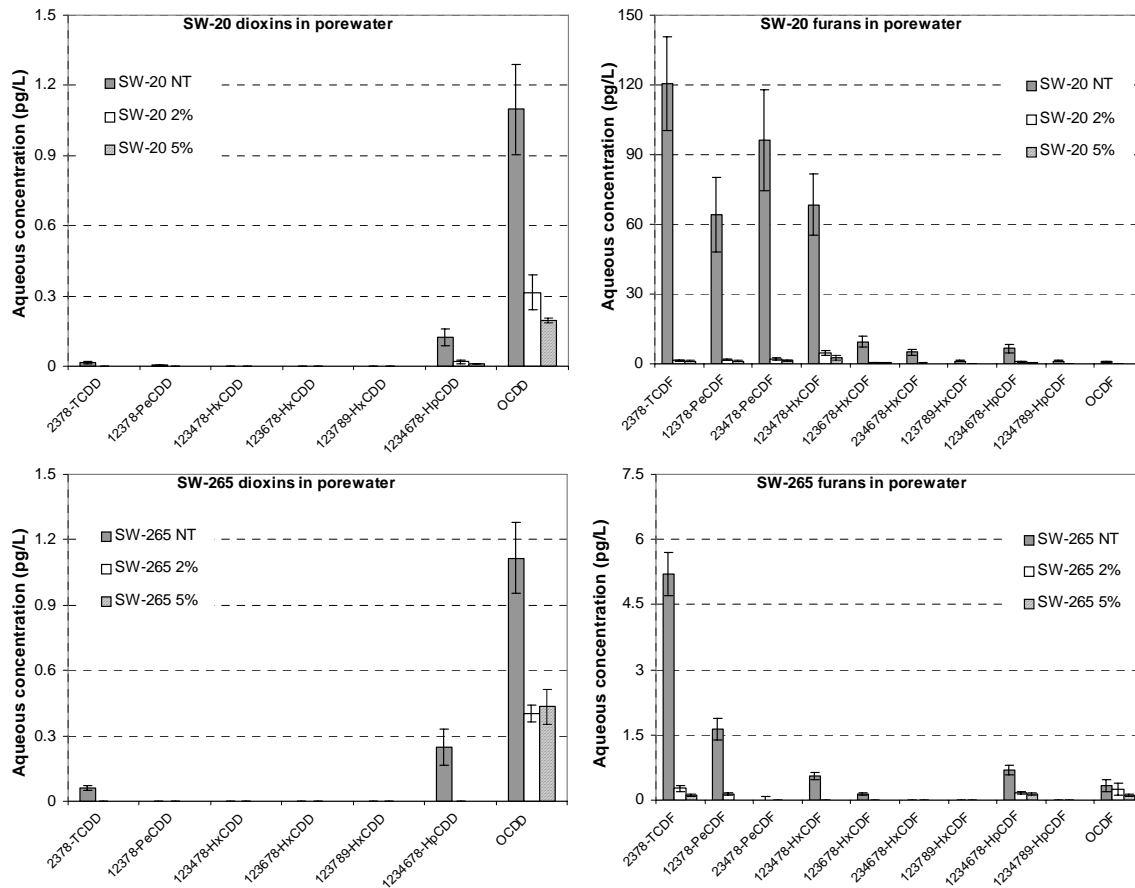 SW-20 dioxins in porewater
Aqueous concentration (pg/L)
1.5
1.2
0.9
0.6
0.3
0
SW-20 NT
SW-20 2%
SW-20 5%
2378-TCDD
12378-PeCDD
123478-HxCDD
123678-HxCDD
123789-HxCDD
1234678-HpCDD
OCDD
SW-20 furans in porewater
Aqueous concentration (pg/L)
150
120
90
60
30
0
SW-20 NT
SW-20 2%
SW-20 5%
2378-TCDF
12378-PeCDF
23478-PeCDF
123478-HxCDF
123678-HxCDF
234678-HxCDF
123789-HxCDF
1234678-HpCDF
1234789-HpCDF
OCDF
SW-265 dioxins in porewater
Aqueous concentration (pg/L)
1.5
1.2
0.9
0.6
0.3
0
SW-265 NT
SW-265 2%
SW-265 5%
2378-TCDD
12378-PeCDD
123478-HxCDD
123678-HxCDD
123789-HxCDD
1234678-HpCDD
OCDD
SW-265 furans in porewater
Aqueous concentration (pg/L)
7.5
6
4.5
3
1.5
0
SW-265 NT
SW-265 2%
SW-265 5%
2378-TCDF
12378-PeCDF
23478-PeCDF
123478-HxCDF
123678-HxCDF
234678-HxCDF
123789-HxCDF
1234678-HpCDF
1234789-HpCDF
OCDF